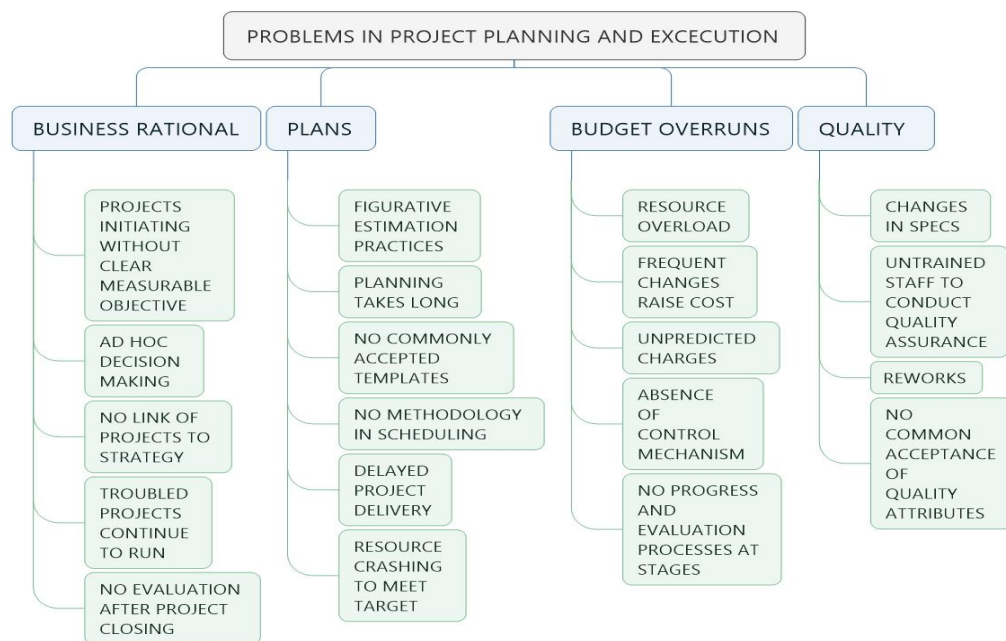 PROBLEMS IN PROJECT PLANNING AND EXCECUTION
BUSINESS RATIONAL
PROJECTS
INITIATING
WITHOUT
CLEAR
MEASURABLE
OBJECTIVE
AD HOC
DECISION
MAKING
NO LINK OF
PROJECTS TO
STRATEGY
TROUBLED
PROJECTS
CONTINUE
TO RUN
NO EVALUATION
AFTER PROJECT
CLOSING
PLANS
FIGURATIVE
ESTIMATION
PRACTICES
PLANNING
TAKES LONG
NO COMMONLY
ACCEPTED
TEMPLATES
NO METHODOLOGY
IN SCHEDULING
DELAYED
PROJECT
DELIVERY
RESOURCE
CRASHING
TO MEET
TARGET
BUDGET OVERRUNS
RESOURCE
OVERLOAD
FREQUENT
CHANGES
RAISE COST
UNPREDICTED
CHARGES
ABSENCE
OF
CONTROL
MECHANISM
NO PROGRESS
AND
EVALUATION
PROCESSES AT
STAGES
QUALITY
CHANGES
IN SPECS
UNTRAINED
STAFF TO
CONDUCT
QUALITY
ASSURANCE
REWORKS
NO
COMMON
ACCEPTANCE
OF
QUALITY
ATTRIBUTES